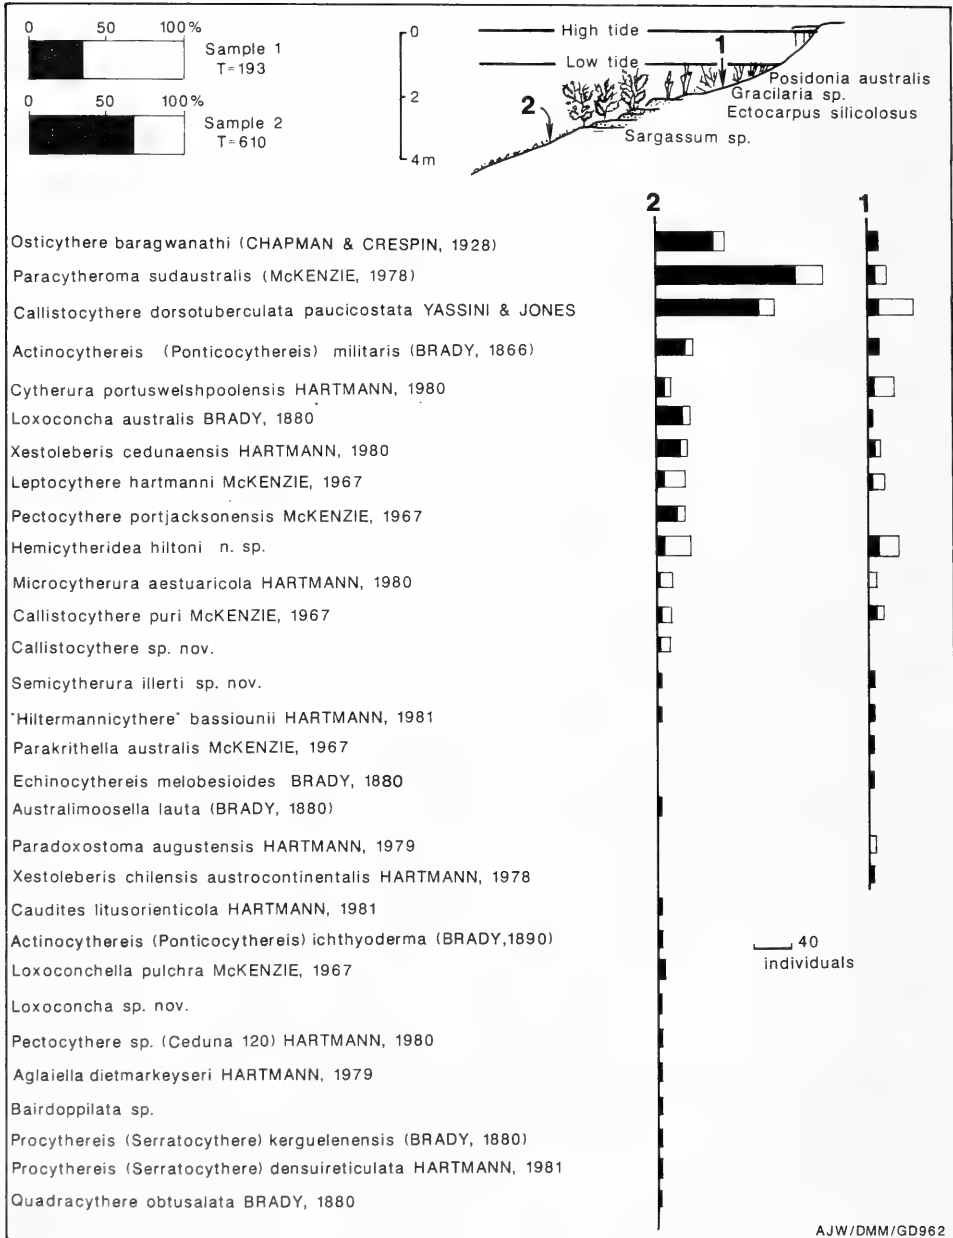 0 50 100%
Sample 1
T=193
0 50 100%
Sample 2
T=610
0
2
4m
High tide
Low tide
1
2
Posidonia australis
Gracilaria sp.
Ectocarpus silicolosus
Sargassum sp.
2 1
Osticythere baragwanathi (CHAPMAN & CRESPIN, 1928)
Paracytheroma sudaustralis (McKENZIE, 1978)
Callistocythere dorsotuberculata paucicostata YASSINI & JONES
Actinocythereis (Ponticocythereis) militaris (BRADY, 1866)
Cytherura portuswelshpoolensis HARTMANN, 1980
Loxoconcha australis BRADY, 1880
Xestoleberis cedunaensis HARTMANN, 1980
Leptocythere hartmanni McKENZIE, 1967
Pectocythere portjacksonensis McKENZIE, 1967
Hemicytheridea hiltoni n. sp.
Microcytherura aestuaricola HARTMANN, 1980
Callistocythere puri McKENZIE, 1967
Callistocythere sp. nov.
Semicytherura illerti sp. nov.
"Hiltermannicythere" bassiounii HARTMANN, 1981
Parakrithella australis McKENZIE, 1967
Echinocythereis melobesioides BRADY, 1880
Australimoosella lauta (BRADY, 1880)
Paradoxostoma augustensis HARTMANN, 1979
Xestoleberis chilensis austrocontinentalis HARTMANN, 1978
Caudites litusorienticola HARTMANN, 1981
Actinocythereis (Ponticocythereis) ichthyoderma (BRADY,1890)
40
individuals
Loxoconchella pulchra McKENZIE, 1967
Loxoconcha sp. nov.
Pectocythere sp. (Ceduna 120) HARTMANN, 1980
Aglaiella dietmarkeyseri HARTMANN, 1979
Bairdoppilata sp.
Procythereis (Serratocythere) kerguelenensis (BRADY, 1880)
Procythereis (Serratocythere) densuireticulata HARTMANN, 1981
Quadracythere obtusalata BRADY, 1880
AJW/DMM/GD962